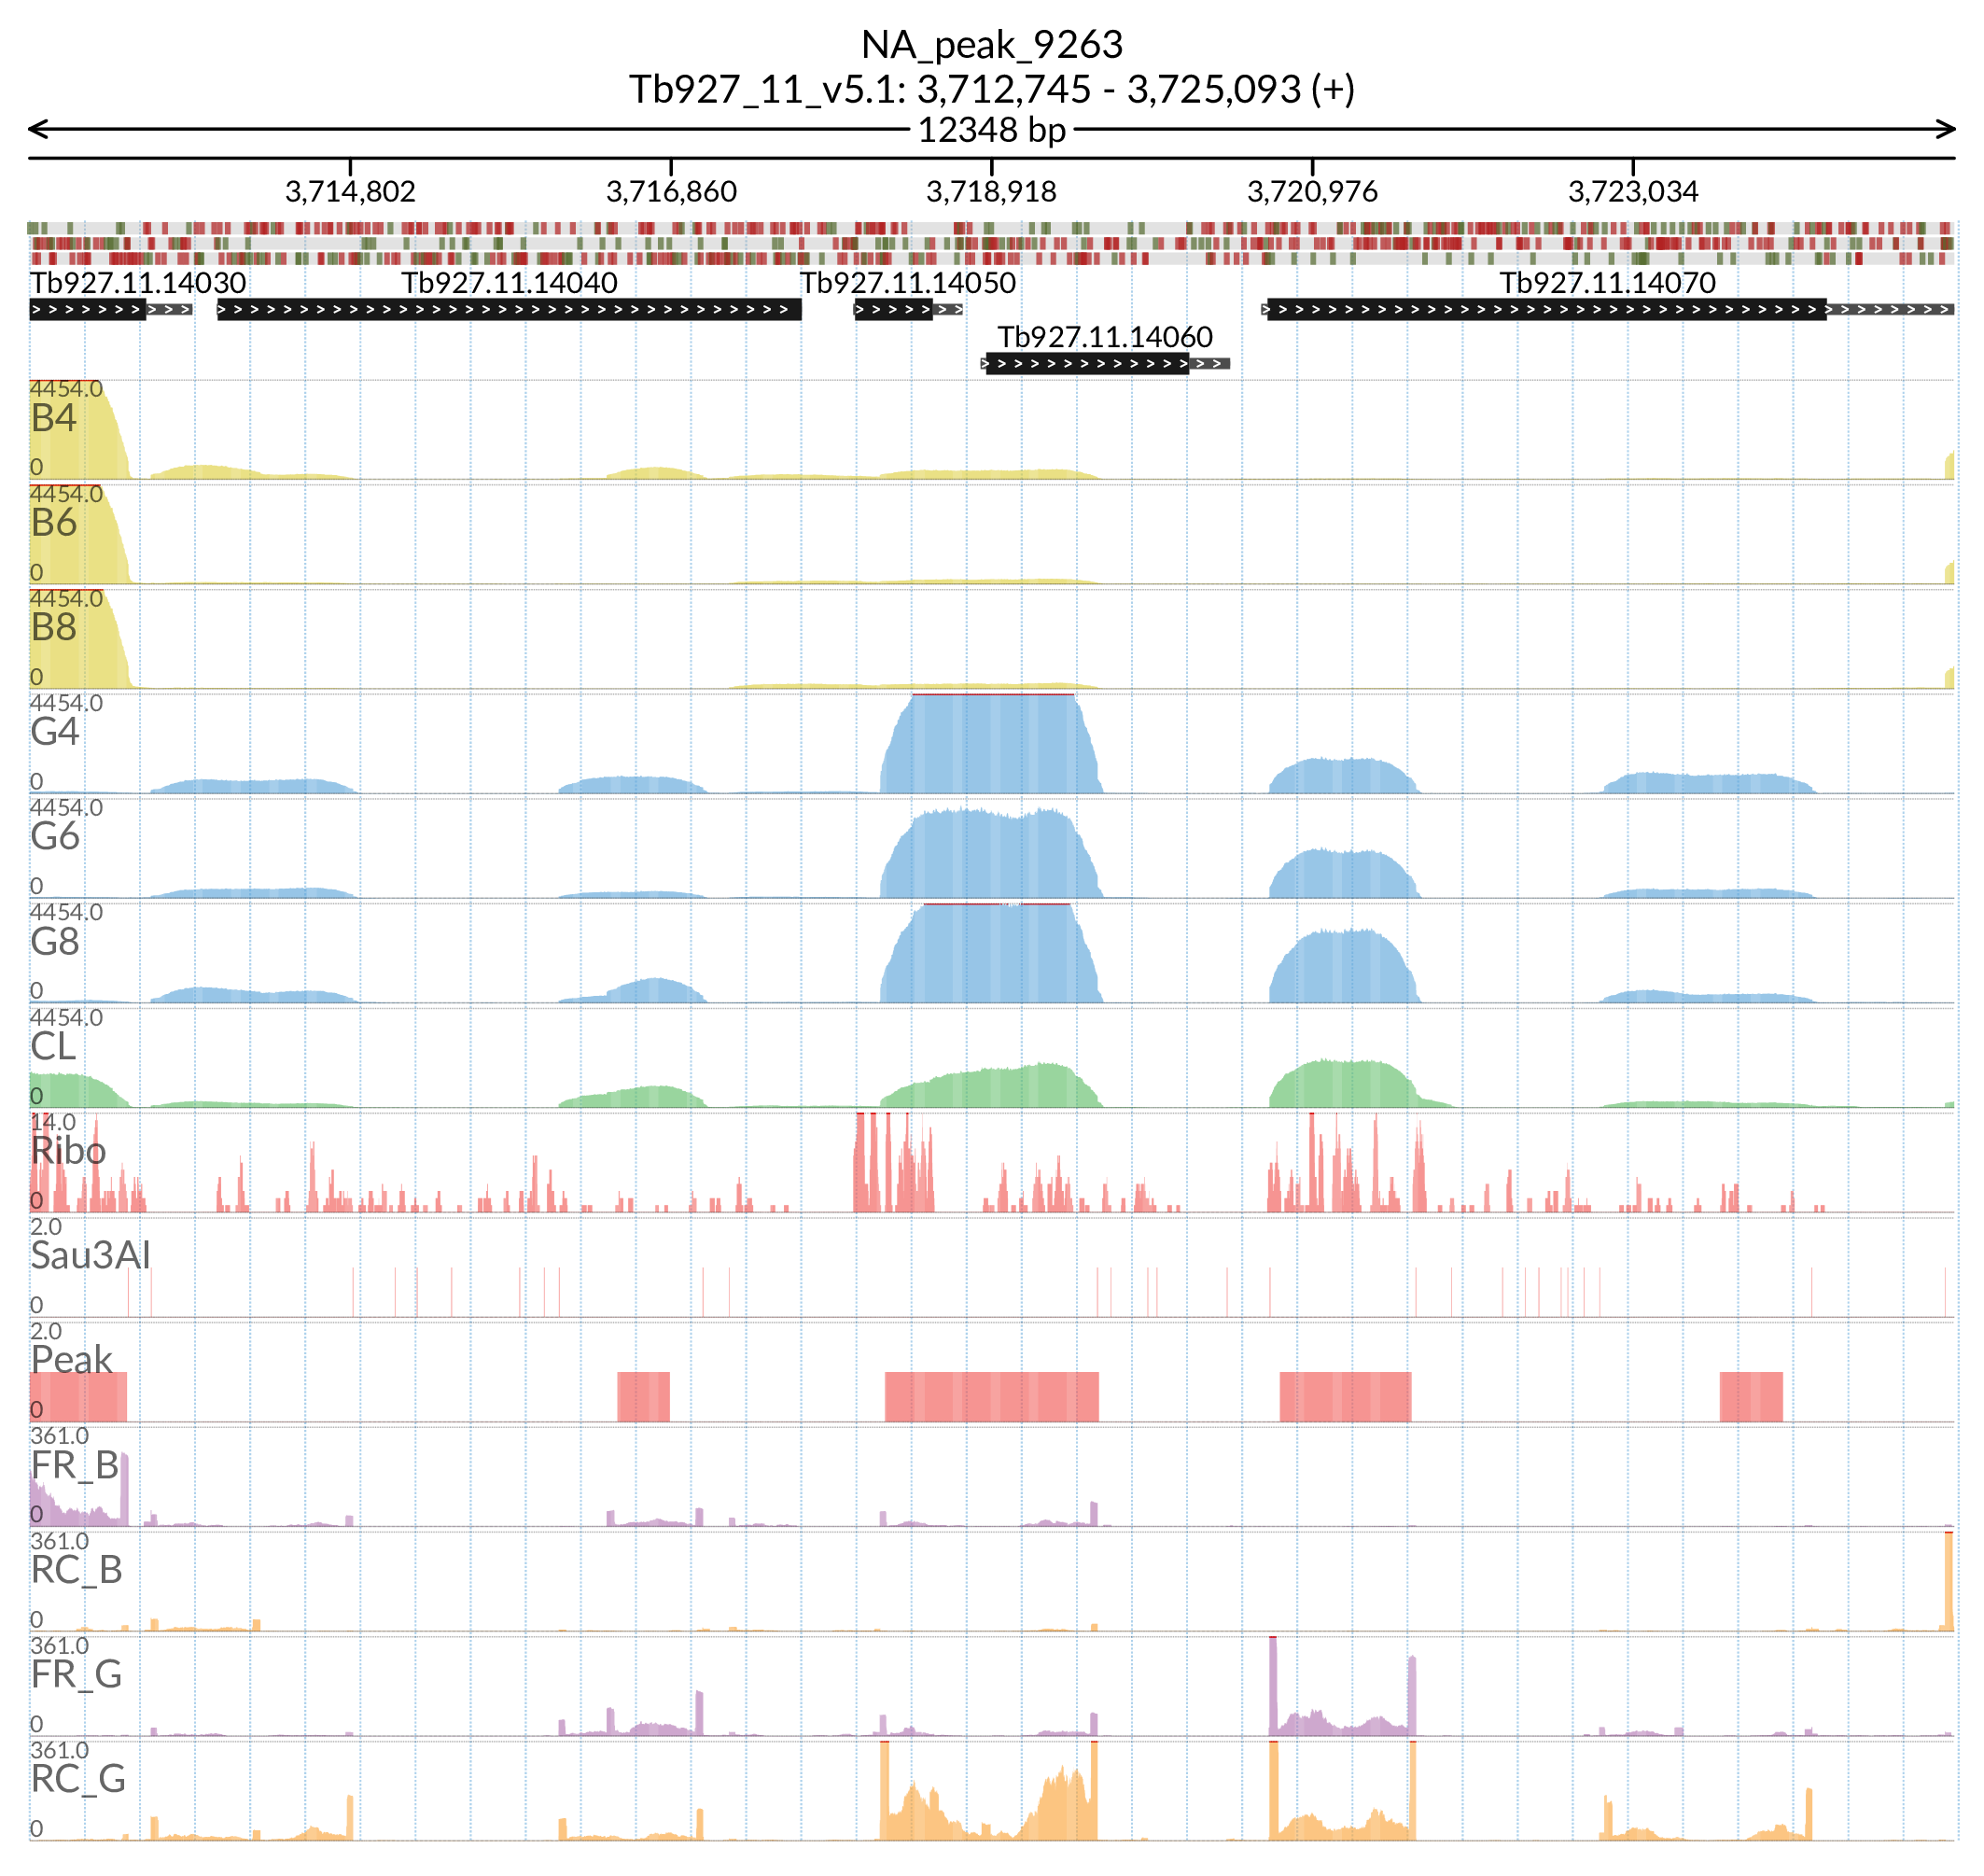 NA_peak_9263
Tb927_11_v5.1: 3,712,745 - 3,725,093 (+)
12348 bp
3,714,802 3,716,860 3,718,918 3,720,976 3,723,034
Tb927.11.14030 Tb927.11.14040 Tb927.11.14050 Tb927.11.14070
Tb927.11.14060
4454.0
B4
0
4454.0
B6
0
4454.0
B8
0
4454.0
G4
0
4454.0
G6
0
4454.0
G8
0
4454.0
CL
0
14.0
Ribo
0
2.0
Sau3AI
0
2.0
Peak
0
361.0
FR_B
0
361.0
RC_B
0
361.0
FR_G
0
361.0
RC_G
0